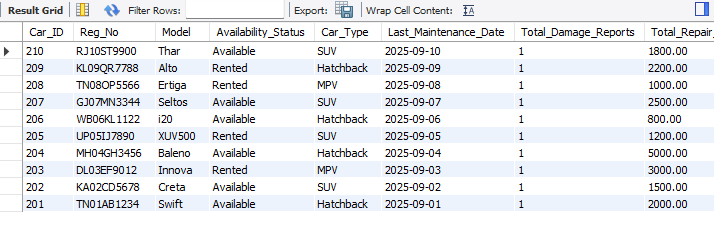 Result Grid Filter Rows: Export: Wrap Cell Content:
Car_ID Reg_No Model Availability_Status Car_Type Last_Maintenance_Date Total_Damage_Reports Total_Repair_
210 RJ10ST9900 Thar Available SUV 2025-09-10 1 1800.00
209 KL09QR7788 Alto Rented Hatchback 2025-09-09 1 2200.00
208 TN08OP5566 Ertiga Rented MPV 2025-09-08 1 1000.00
207 GJ07MN3344 Seltos Available SUV 2025-09-07 1 2500.00
206 WB06KL1122 i20 Available Hatchback 2025-09-06 1 800.00
205 UP05IJ7890 XUV500 Rented SUV 2025-09-05 1 1200.00
204 MH04GH3456 Baleno Available Hatchback 2025-09-04 1 5000.00
203 DL03EF9012 Innova Rented MPV 2025-09-03 1 3000.00
202 KA02CD5678 Creta Available SUV 2025-09-02 1 1500.00
201 TN01AB1234 Swift Available Hatchback 2025-09-01 1 2000.00